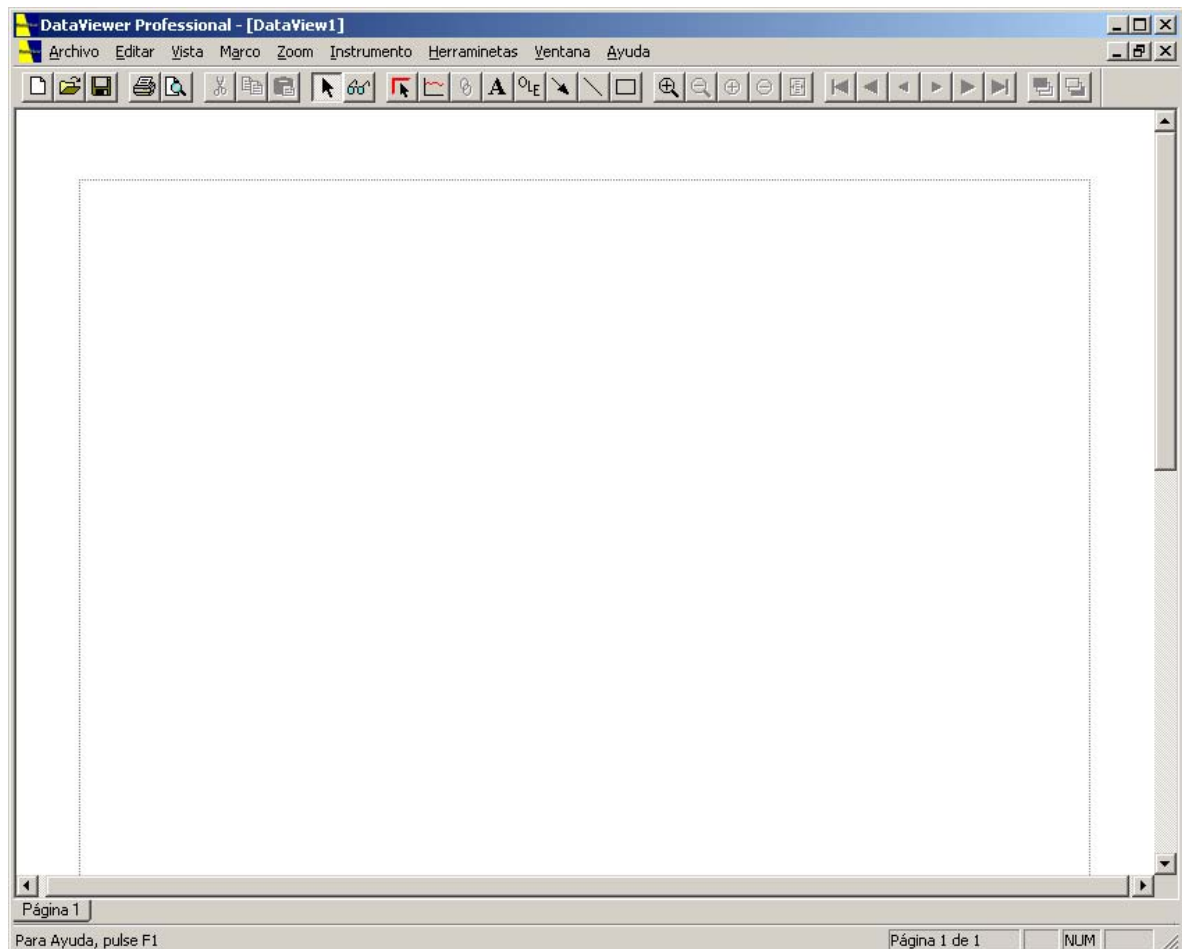 DataViewer Professional - [DataView1]
Archivo Editar Vista Marco Zoom Instrumento Herraminetas Ventana Ayuda
A OLE
Página 1
Para Ayuda, pulse F1 Página 1 de 1 NUM